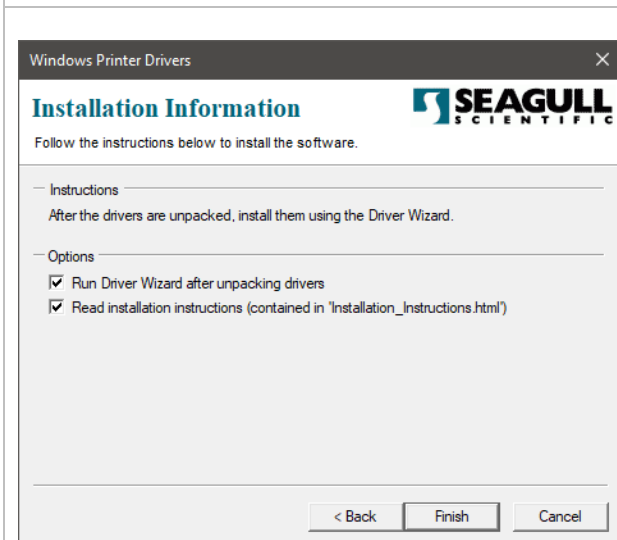 Windows Printer Drivers
Installation Information
SEAGULL
SCIENTIFIC
Follow the instructions below to install the software.
Instructions
After the drivers are unpacked, install them using the Driver Wizard.
Options
Run Driver Wizard after unpacking drivers
Read installation instructions (contained in 'Installation_Instructions.html')
< Back Finish Cancel